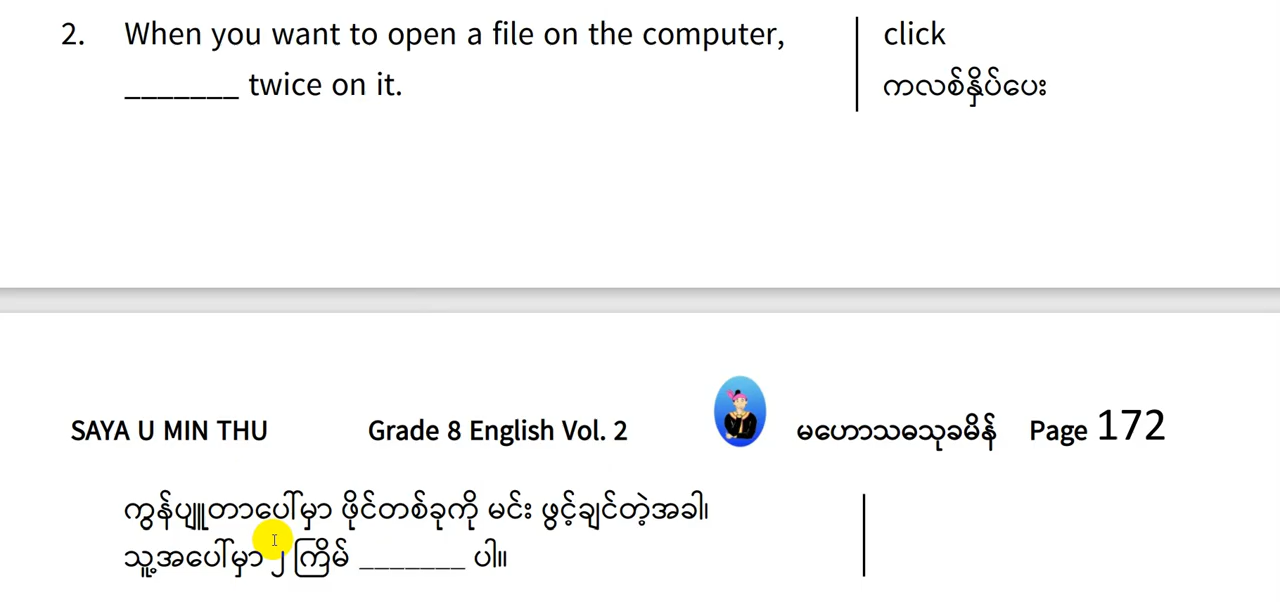 2. When you want to open a file on the computer,
_______ twice on it.
click
ကလစ်နှိပ်ပေး
SAYA U MIN THU Grade 8 English Vol. 2 မဟောသဓသုခမိန် Page 172
ကွန်ပျူတာပေါ်မှာ ဖိုင်တစ်ခုကို မင်း ဖွင့်ချင်တဲ့အခါ၊
သူ့အပေါ်မှာ ၂ ကြိမ် _______ ပါ။